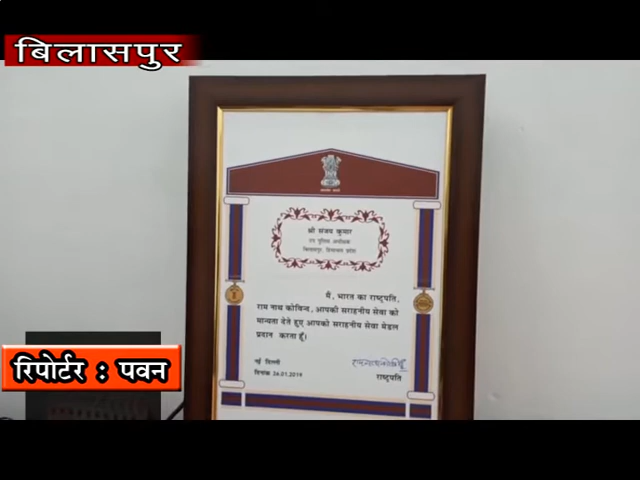 बिलासपुर
श्री संजय कुमार
उप पुलिस अधीक्षक
बिलासपुर, हिमाचल प्रदेश
मैं, भारत का राष्ट्रपति,
राम नाथ कोविन्द, आपकी सराहनीय सेवा को
मान्यता देते हुए आपको सराहनीय सेवा मेडल
प्रदान करता हूँ।
नई दिल्ली
दिनांक 26.01.2019
राष्ट्रपति
रिपोर्टर : पवन